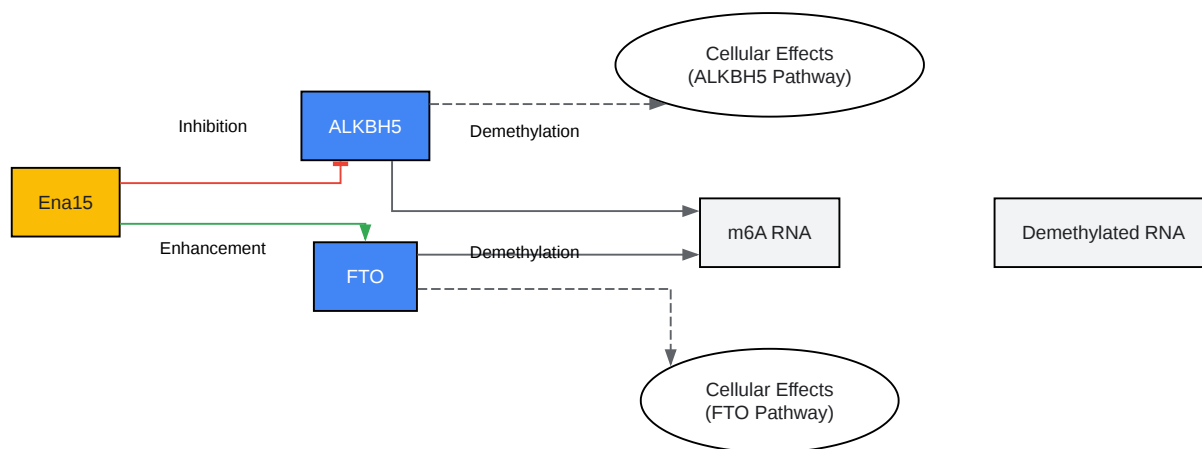 Cellular Effects
(ALKBH5 Pathway)
Inhibition
ALKBH5
Demethylation
Ena15
m6A RNA
Demethylated RNA
Enhancement
FTO
Demethylation
Cellular Effects
(FTO Pathway)